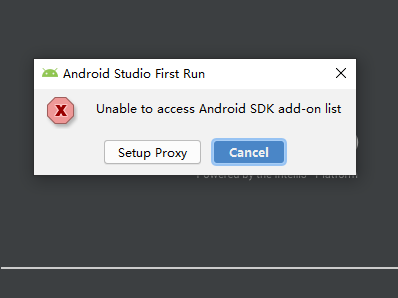 Android Studio First Run
Unable to access Android SDK add-on list
Setup Proxy
Cancel
Powered by the IntelliJ Platform